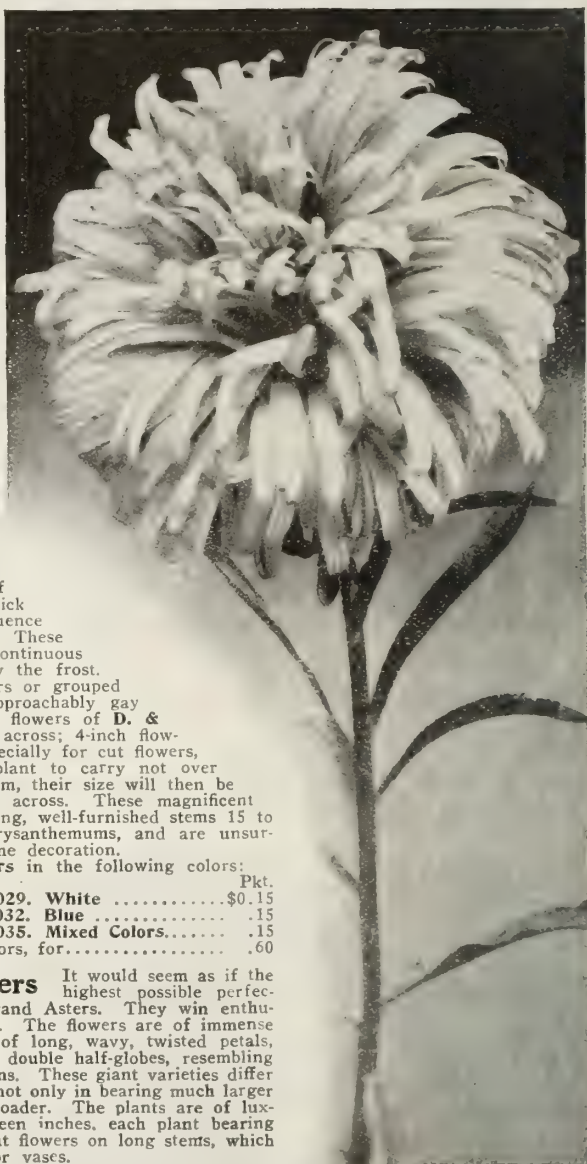 f
ick
nence
These
ontinuous
y the frost.
rs or grouped
pproachably gay
flowers of D. &
across; 4-inch flow-
ecially for cut flowers,
plant to carry not over
m, their size will then be
across. These magnificent
ng, well-furnished stems 15 to
rysanthemums, and are unsur-
ne decoration.
rs in the following colors:
Pkt.
029. White ............$0.15
032. Blue .............. .15
035. Mixed Colors....... .15
ors, for................. .60
ers It would seem as if the
highest possible perfec-
and Asters. They win enthu-
. The flowers are of immense
of long, wavy, twisted petals,
double half-globes, resembling
ns. These giant varieties differ
not only in bearing much larger
oader. The plants are of lux-
een inches, each plant bearing
t flowers on long stems, which
or vases.